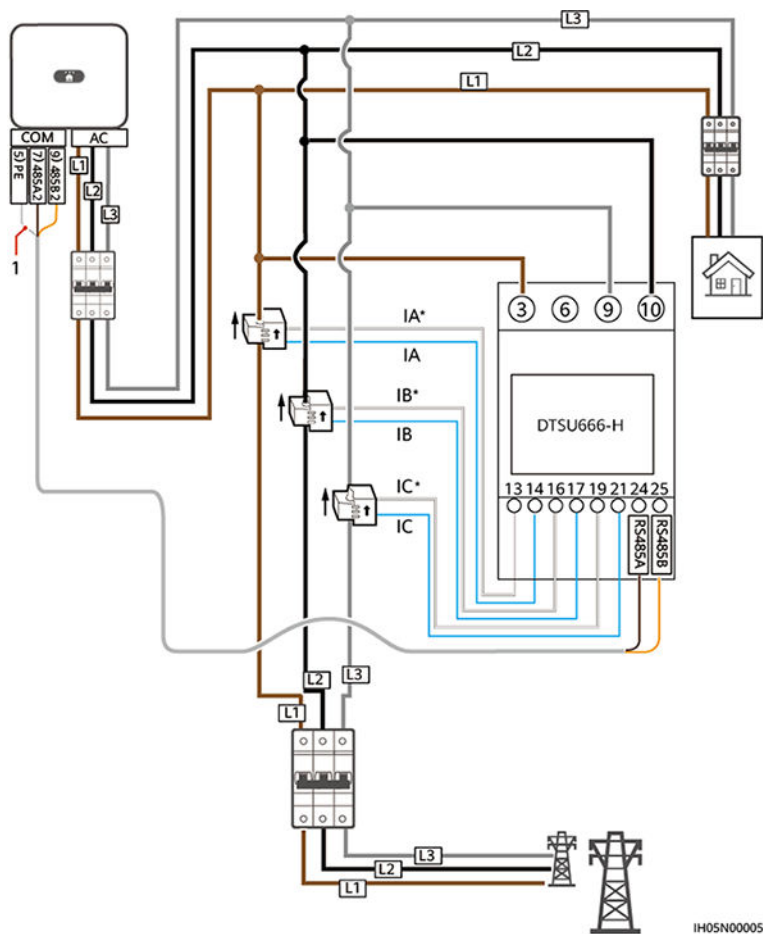 L3
L2
L1
COM
AC
5) PE
7) 485A2
9) 485B2
L1
L2
L3
1
3
6
9
10
IA*
IA
IB*
IB
IC*
IC
DTSU666-H
13 14 16 17 19 21 24 25
RS485A
RS485B
L2
L3
L1
L3
L2
L1
IH05N00005